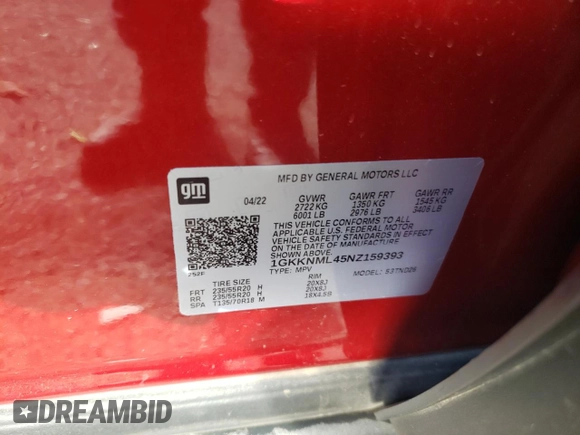 gm
MFD BY GENERAL MOTORS LLC
04/22 GVWR GAWR FRT GAWR RR
2722 KG 1350 KG 1545 KG
6001 LB 2976 LB 3406 LB
THIS VEHICLE CONFORMS TO ALL
APPLICABLE U.S. FEDERAL MOTOR
VEHICLE SAFETY STANDARDS IN EFFECT
ON THE DATE OF MANUFACTURE
SHOWN ABOVE.
1GKKNML45NZ159393
TYPE: MPV MODEL:
TIRE SIZE RIM
FRT 235/55R20 H 20X8J
RR 235/55R20 H 20X8J
SPA T135/70R18 M 18X4.5B
DREAMBID